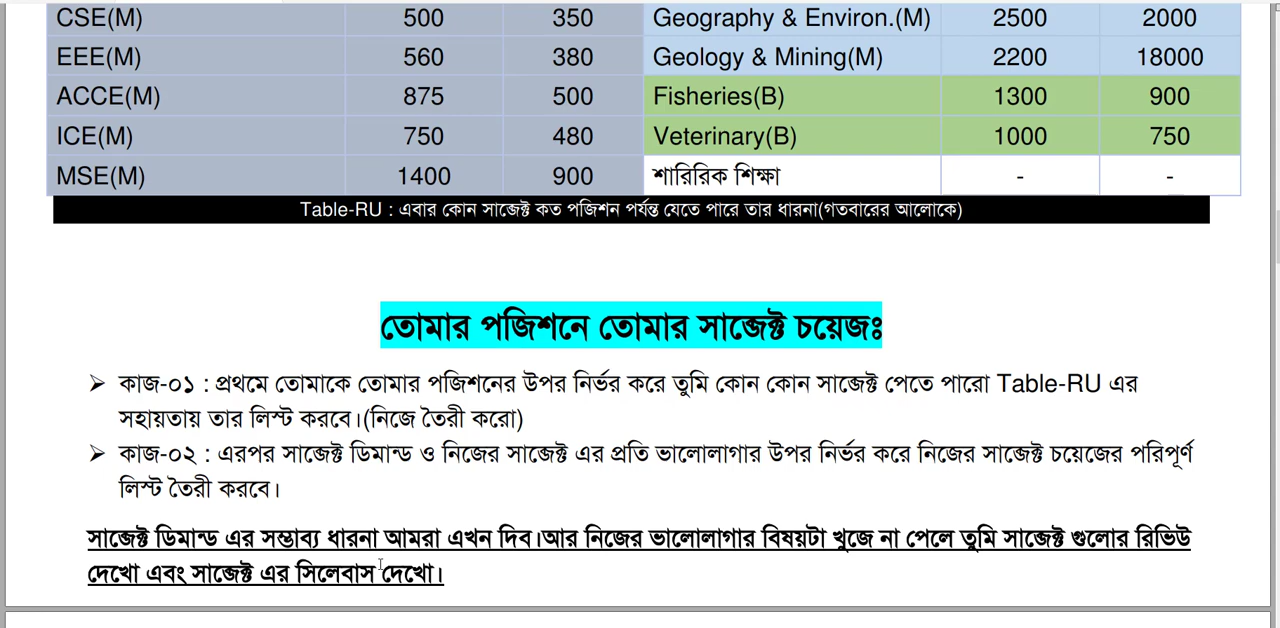 CSE(M) 500 350 Geography & Environ.(M) 2500 2000
EEE(M) 560 380 Geology & Mining(M) 2200 18000
ACCE(M) 875 500 Fisheries(B) 1300 900
ICE(M) 750 480 Veterinary(B) 1000 750
MSE(M) 1400 900 শারিরিক শিক্ষা - -
Table-RU : এবার কোন সাব্জেক্ট কত পজিশন পর্যন্ত যেতে পারে তার ধারনা(গতবারের আলোকে)
তোমার পজিশনে তোমার সাব্জেক্ট চয়েজঃ
➢ কাজ-০১ : প্রথমে তোমাকে তোমার পজিশনের উপর নির্ভর করে তুমি কোন কোন সাব্জেক্ট পেতে পারো Table-RU এর
সহায়তায় তার লিস্ট করবে।(নিজে তৈরী করো)
➢ কাজ-০২ : এরপর সাব্জেক্ট ডিমান্ড ও নিজের সাব্জেক্ট এর প্রতি ভালোলাগার উপর নির্ভর করে নিজের সাব্জেক্ট চয়েজের পরিপূর্ণ
লিস্ট তৈরী করবে।
সাব্জেক্ট ডিমান্ড এর সম্ভাব্য ধারনা আমরা এখন দিব।আর নিজের ভালোলাগার বিষয়টা খুজে না পেলে তুমি সাব্জেক্ট গুলোর রিভিউ
দেখো এবং সাব্জেক্ট এর সিলেবাস দেখো।